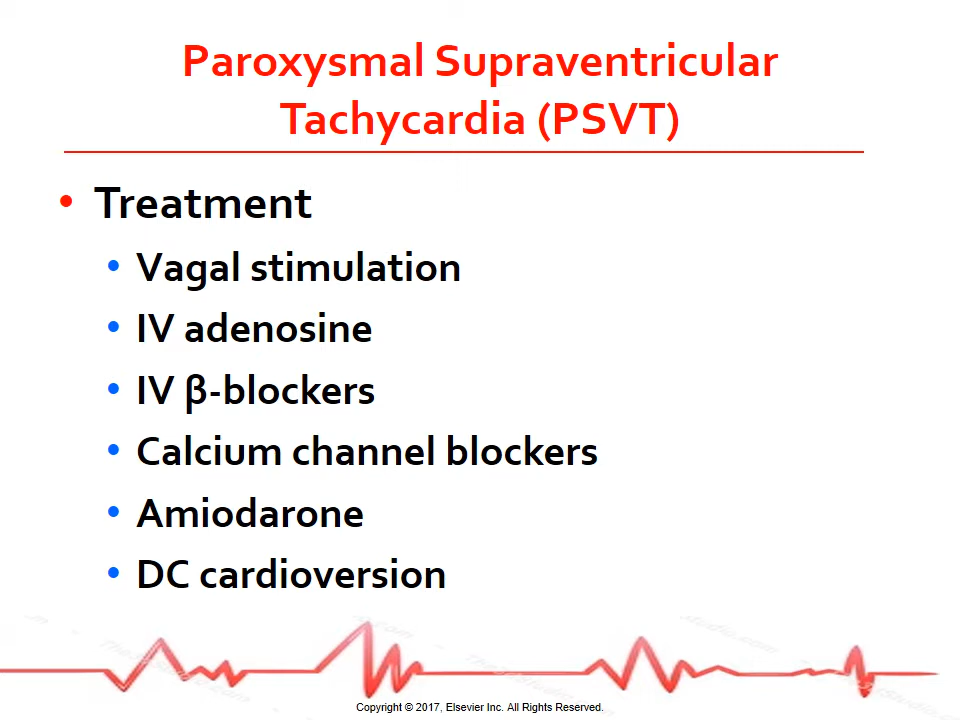 Paroxysmal Supraventricular
Tachycardia (PSVT)
• Treatment
• Vagal stimulation
• IV adenosine
• IV β-blockers
• Calcium channel blockers
• Amiodarone
• DC cardioversion
Copyright © 2017, Elsevier Inc. All Rights Reserved.